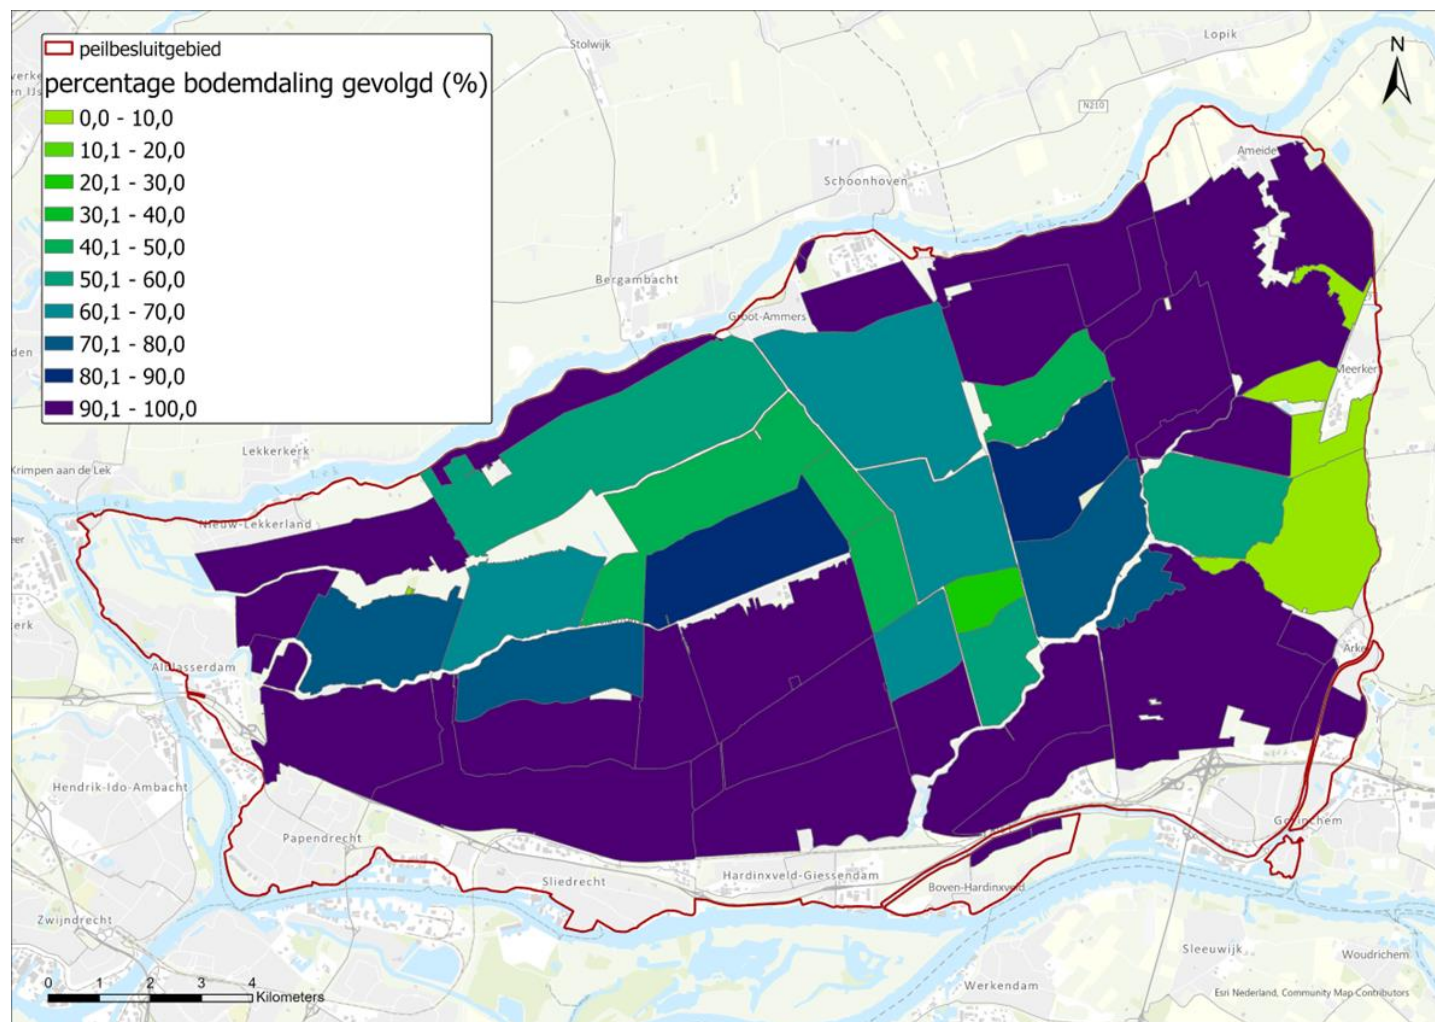 peilbesluitgebied
percentage bodemdaling gevolgd (%)
0,0 - 10,0
10,1 - 20,0
20,1 - 30,0
30,1 - 40,0
40,1 - 50,0
50,1 - 60,0
60,1 - 70,0
70,1 - 80,0
80,1 - 90,0
90,1 - 100,0
Stolwijk
Lopik
N
N210
Ameide
Schoonhoven
Lek
Bergambacht
Groot-Ammers
Meerker
Lekkerkerk
Krimpen aan de Lek
Lek
Nieuw-Lekkerland
Alblasserdam
Arkel
Hendrik-Ido-Ambacht
Papendrecht
Gorinchem
Sliedrecht
Hardinxveld-Giessendam
Boven-Hardinxveld
Zwijndrecht
Sleeuwijk
Woudrichem
Werkendam
0 1 2 3 4
Kilometers
Esri Nederland, Community Map Contributors